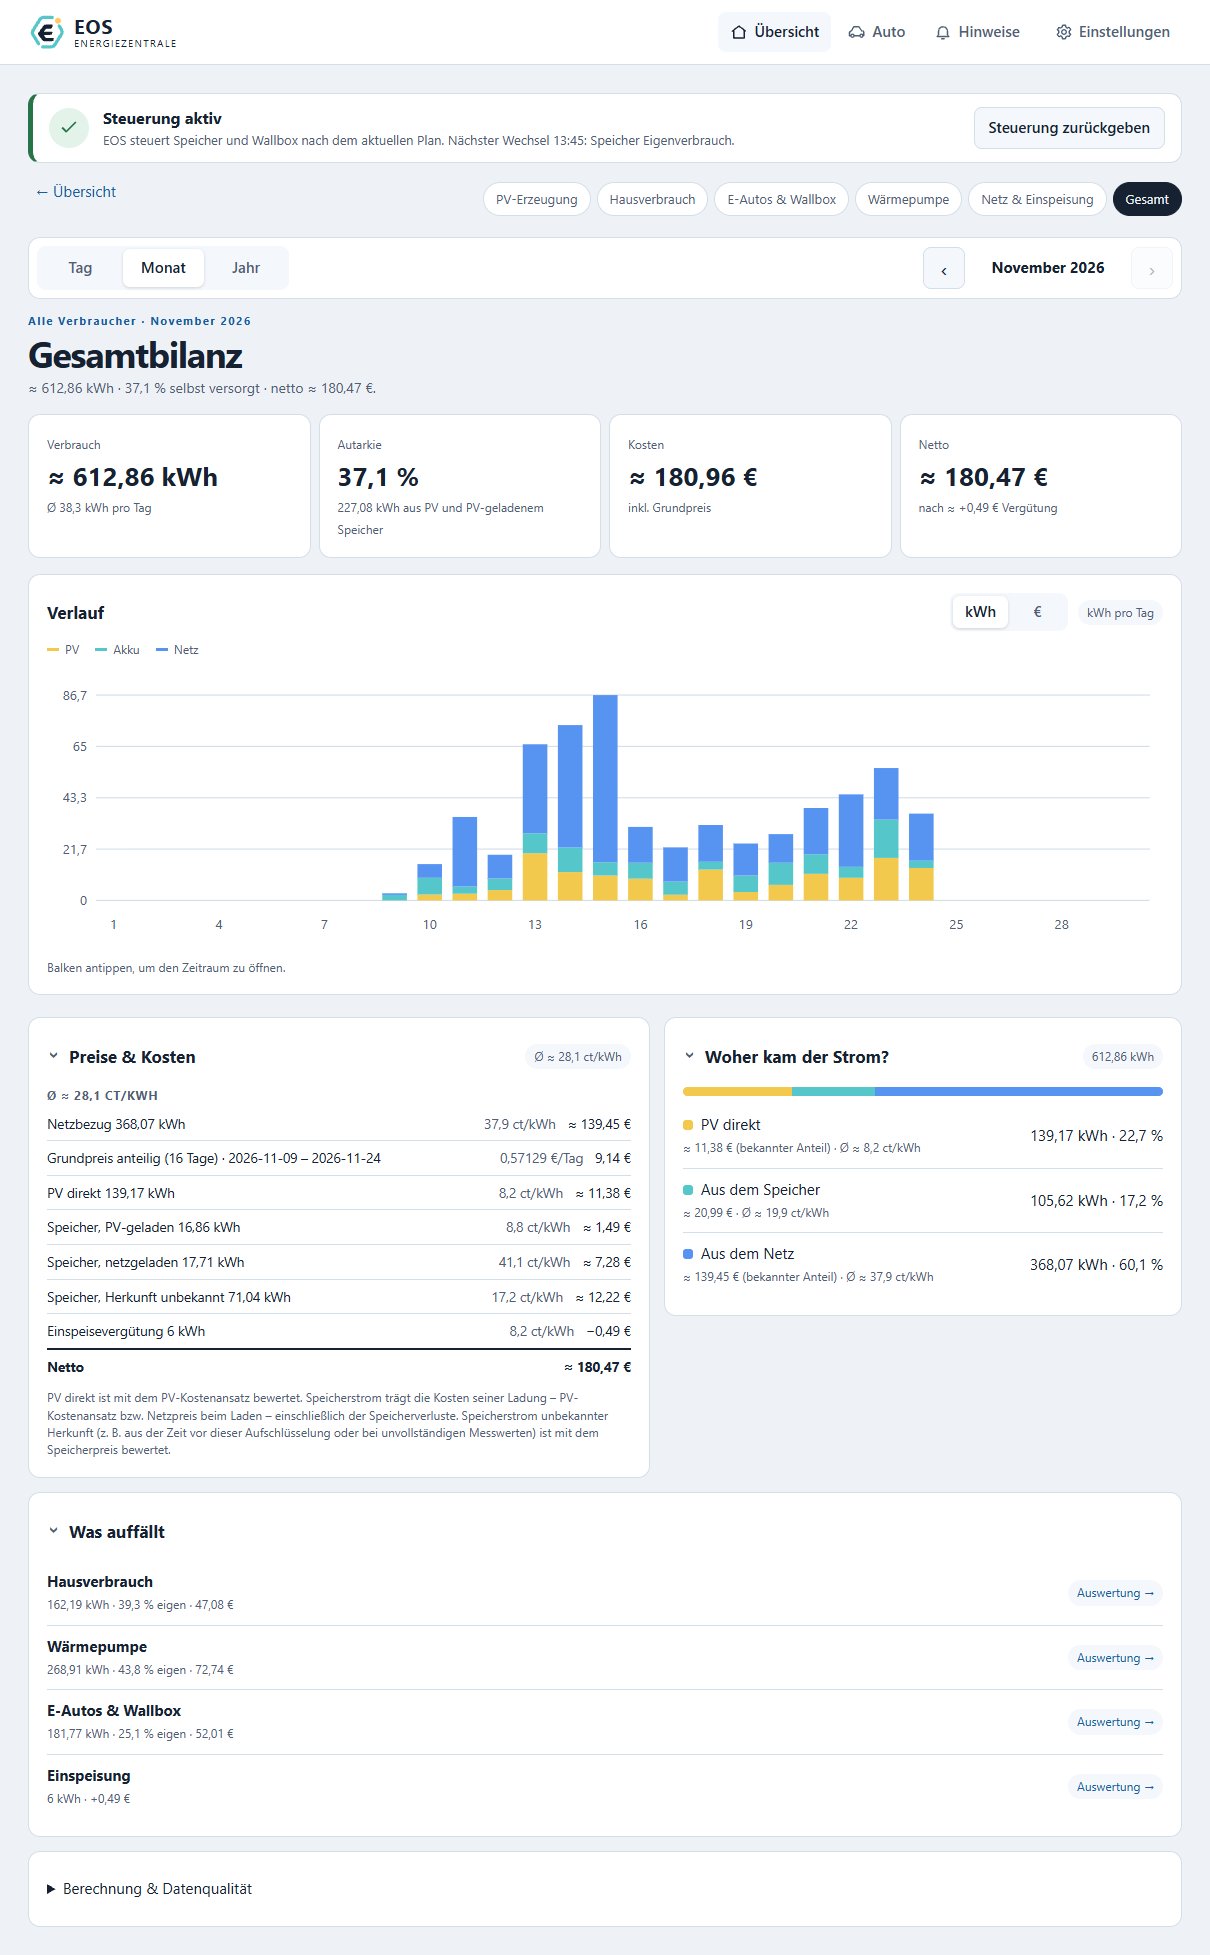 EOS
ENERGIEZENTRALE
Übersicht
Auto
Hinweise
Einstellungen
Steuerung aktiv
EOS steuert Speicher und Wallbox nach dem aktuellen Plan. Nächster Wechsel 13:45: Speicher Eigenverbrauch.
Steuerung zurückgeben
← Übersicht
PV-Erzeugung
Hausverbrauch
E-Autos & Wallbox
Wärmepumpe
Netz & Einspeisung
Gesamt
Tag
Monat
Jahr
‹
November 2026
›
Alle Verbraucher · November 2026
Gesamtbilanz
≈ 612,86 kWh · 37,1 % selbst versorgt · netto ≈ 180,47 €.
Verbrauch
≈ 612,86 kWh
Ø 38,3 kWh pro Tag
Autarkie
37,1 %
227,08 kWh aus PV und PV-geladenem
Speicher
Kosten
≈ 180,96 €
inkl. Grundpreis
Netto
≈ 180,47 €
nach ≈ +0,49 € Vergütung
Verlauf
kWh
€
kWh pro Tag
PV
Akku
Netz
86,7
65
43,3
21,7
0
1
4
7
10
13
16
19
22
25
28
Balken antippen, um den Zeitraum zu öffnen.
Preise & Kosten
Ø ≈ 28,1 ct/kWh
Ø ≈ 28,1 CT/KWH
Netzbezug 368,07 kWh 37,9 ct/kWh ≈ 139,45 €
Grundpreis anteilig (16 Tage) · 2026-11-09 – 2026-11-24 0,57129 €/Tag 9,14 €
PV direkt 139,17 kWh 8,2 ct/kWh ≈ 11,38 €
Speicher, PV-geladen 16,86 kWh 8,8 ct/kWh ≈ 1,49 €
Speicher, netzgeladen 17,71 kWh 41,1 ct/kWh ≈ 7,28 €
Speicher, Herkunft unbekannt 71,04 kWh 17,2 ct/kWh ≈ 12,22 €
Einspeisevergütung 6 kWh 8,2 ct/kWh −0,49 €
Netto ≈ 180,47 €
PV direkt ist mit dem PV-Kostenansatz bewertet. Speicherstrom trägt die Kosten seiner Ladung – PV-
Kostenansatz bzw. Netzpreis beim Laden – einschließlich der Speicherverluste. Speicherstrom unbekannter
Herkunft (z. B. aus der Zeit vor dieser Aufschlüsselung oder bei unvollständigen Messwerten) ist mit dem
Speicherpreis bewertet.
Woher kam der Strom?
612,86 kWh
PV direkt
≈ 11,38 € (bekannter Anteil) · Ø ≈ 8,2 ct/kWh
139,17 kWh · 22,7 %
Aus dem Speicher
≈ 20,99 € · Ø ≈ 19,9 ct/kWh
105,62 kWh · 17,2 %
Aus dem Netz
≈ 139,45 € (bekannter Anteil) · Ø ≈ 37,9 ct/kWh
368,07 kWh · 60,1 %
Was auffällt
Hausverbrauch
162,19 kWh · 39,3 % eigen · 47,08 €
Auswertung →
Wärmepumpe
268,91 kWh · 43,8 % eigen · 72,74 €
Auswertung →
E-Autos & Wallbox
181,77 kWh · 25,1 % eigen · 52,01 €
Auswertung →
Einspeisung
6 kWh · +0,49 €
Auswertung →
Berechnung & Datenqualität